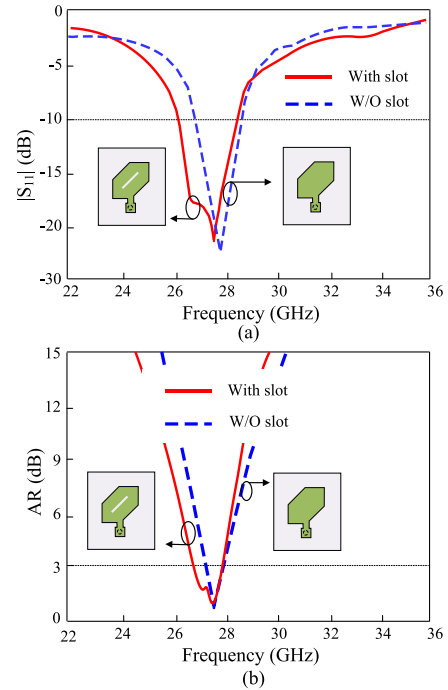 0
-5
-10
-15
-20
-25
-30
|S11| (dB)
With slot
W/O slot
22 24 26 28 30 32 34 36
Frequency (GHz)
(a)
15
12
9
6
3
0
AR (dB)
With slot
W/O slot
22 24 26 28 30 32 34 36
Frequency (GHz)
(b)